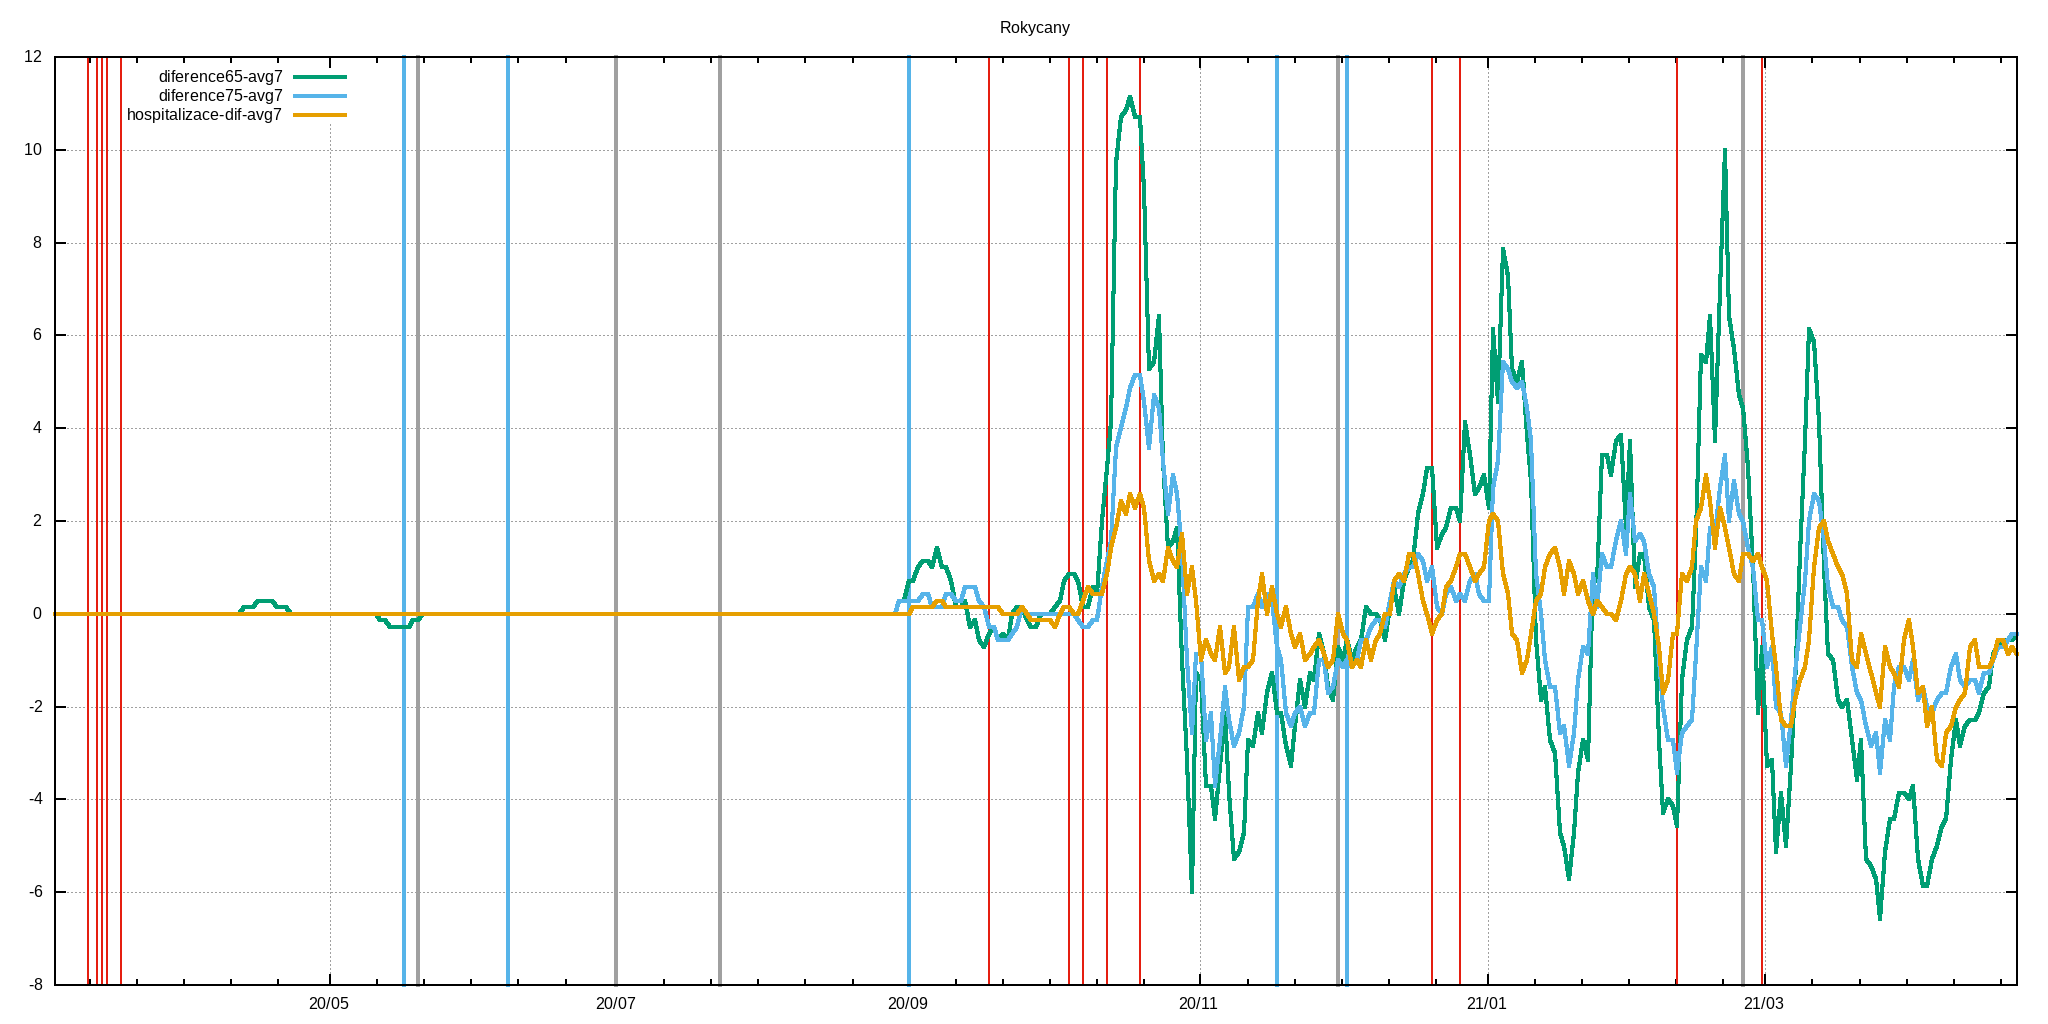 Rokycany
12
diference65-avg7
diference75-avg7
hospitalizace-dif-avg7
10
8
6
4
2
0
-2
-4
-6
-8
20/05 20/07 20/09 20/11 21/01 21/03